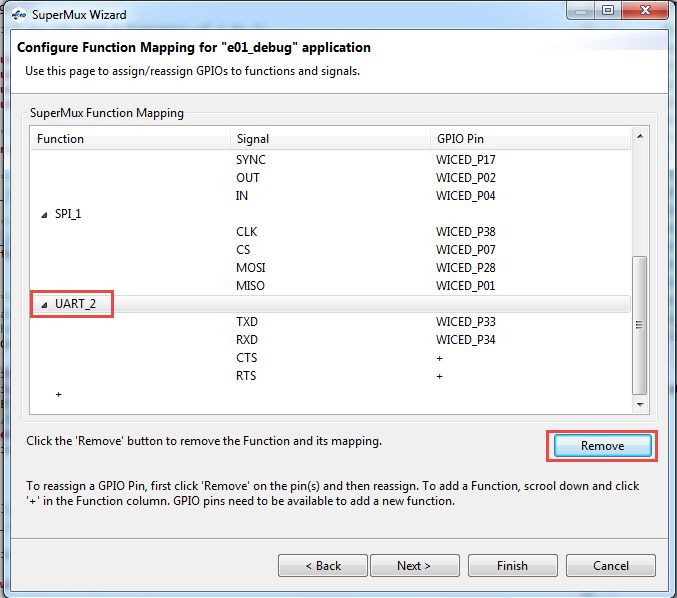 SuperMux Wizard
Configure Function Mapping for "e01_debug" application
Use this page to assign/reassign GPIOs to functions and signals.
SuperMux Function Mapping
Function Signal GPIO Pin
SYNC WICED_P17
OUT WICED_P02
IN WICED_P04
SPI_1
CLK WICED_P38
CS WICED_P07
MOSI WICED_P28
MISO WICED_P01
UART_2
TXD WICED_P33
RXD WICED_P34
CTS +
RTS +
+
Click the 'Remove' button to remove the Function and its mapping.
Remove
To reassign a GPIO Pin, first click 'Remove' on the pin(s) and then reassign. To add a Function, scrool down and click
'+' in the Function column. GPIO pins need to be available to add a new function.
< Back Next > Finish Cancel